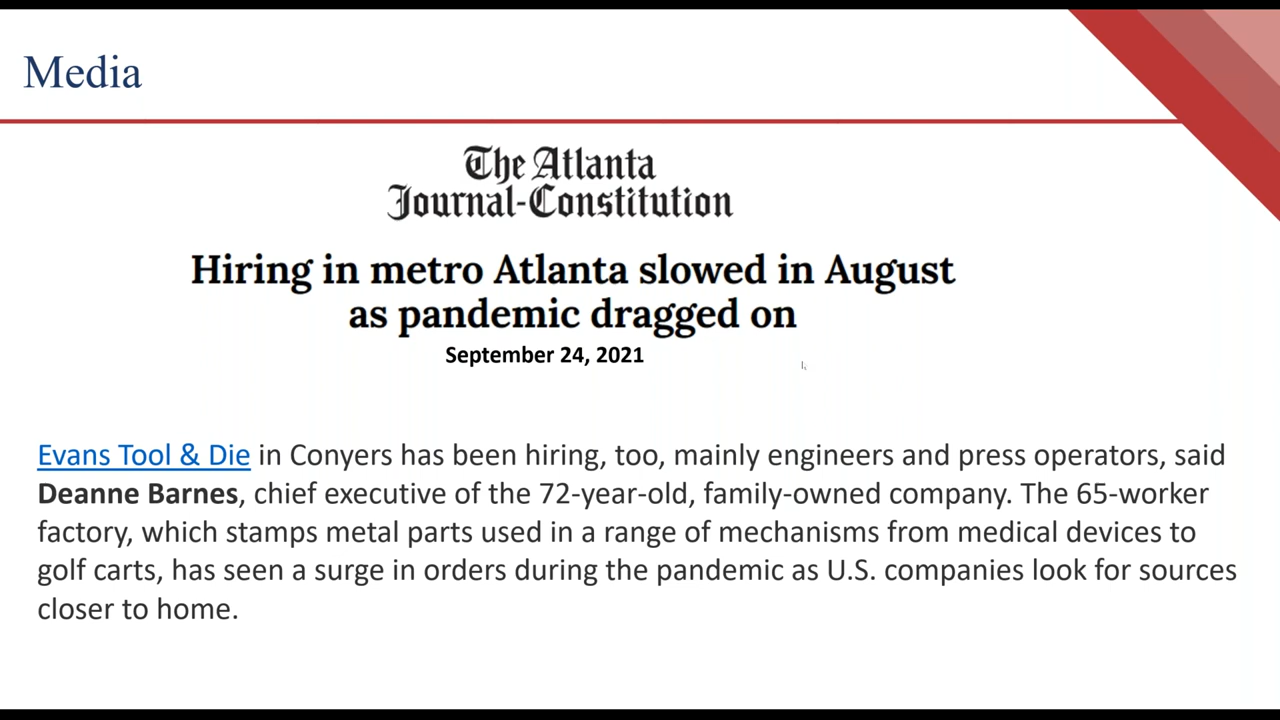 Media
The Atlanta
Journal-Constitution
Hiring in metro Atlanta slowed in August
as pandemic dragged on
September 24, 2021
Evans Tool & Die in Conyers has been hiring, too, mainly engineers and press operators, said
Deanne Barnes, chief executive of the 72-year-old, family-owned company. The 65-worker
factory, which stamps metal parts used in a range of mechanisms from medical devices to
golf carts, has seen a surge in orders during the pandemic as U.S. companies look for sources
closer to home.